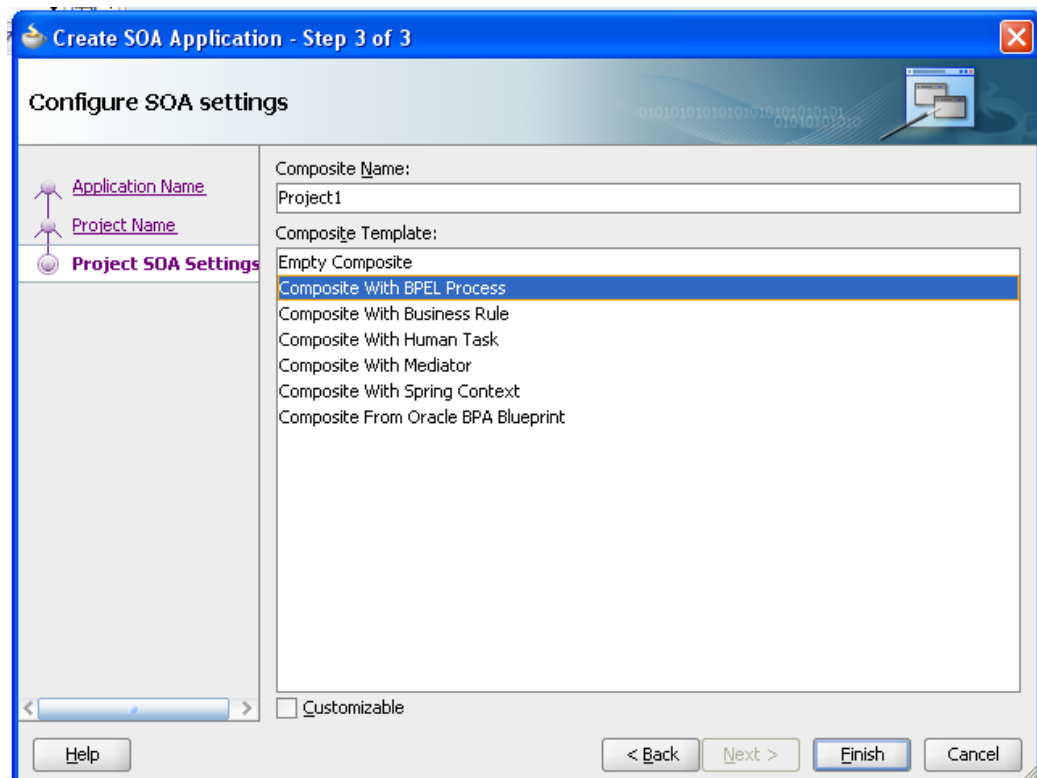 Create SOA Application - Step 3 of 3
Configure SOA settings
0101010101010101010101010101
01010101010
Application Name
Project Name
Project SOA Settings
Composite Name:
Project1
Composite Template:
Empty Composite
Composite With BPEL Process
Composite With Business Rule
Composite With Human Task
Composite With Mediator
Composite With Spring Context
Composite From Oracle BPA Blueprint
Customizable
Help
< Back
Next >
Finish
Cancel